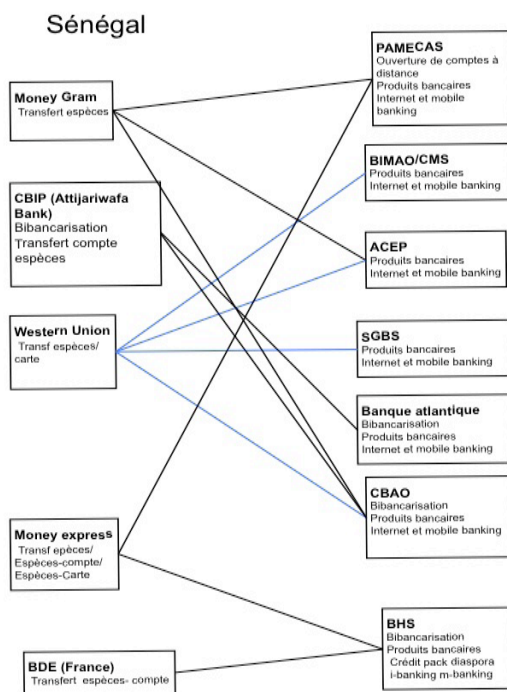 Sénégal
Money Gram
Transfert espèces
CBIP (Attijariwafa
Bank)
Bibancarisation
Transfert compte
espèces
Western Union
Transf espèces/
carte
Money express
Transf epèces/
Espèces-compte/
Espèces-Carte
BDE (France)
Transfert espèces- compte
PAMECAS
Ouverture de comptes à
distance
Produits bancaires
Internet et mobile
banking
BIMAO/CMS
Produits bancaires
Internet et mobile banking
ACEP
Produits bancaires
Internet et mobile banking
SGBS
Produits bancaires
Internet et mobile banking
Banque atlantique
Bibancarisation
Produits bancaires
Internet et mobile banking
CBAO
Bibancarisation
Produits bancaires
Internet et mobile banking
BHS
Bibancarisation
Produits bancaires
Crédit pack diaspora
i-banking m-banking